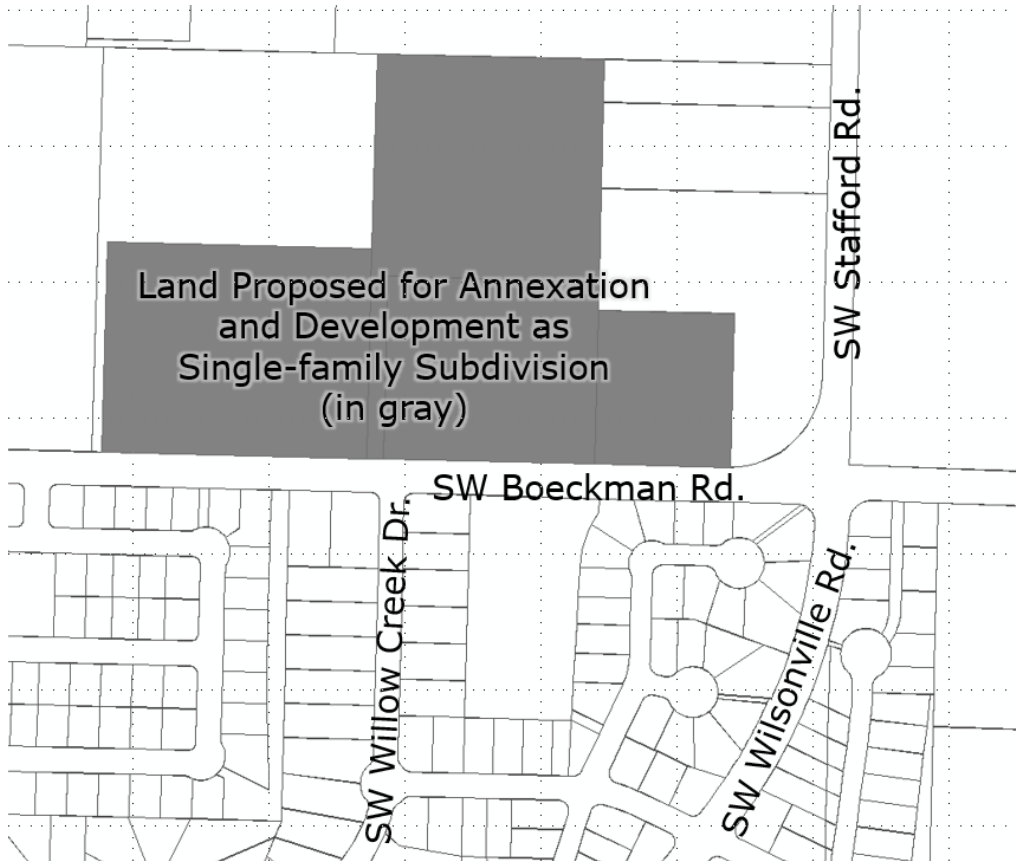 SW Stafford Rd.
Land Proposed for Annexation
and Development as
Single-family Subdivision
(in gray)
SW Boeckman Rd.
SW Willow Creek Dr.
SW Wilsonville Rd.